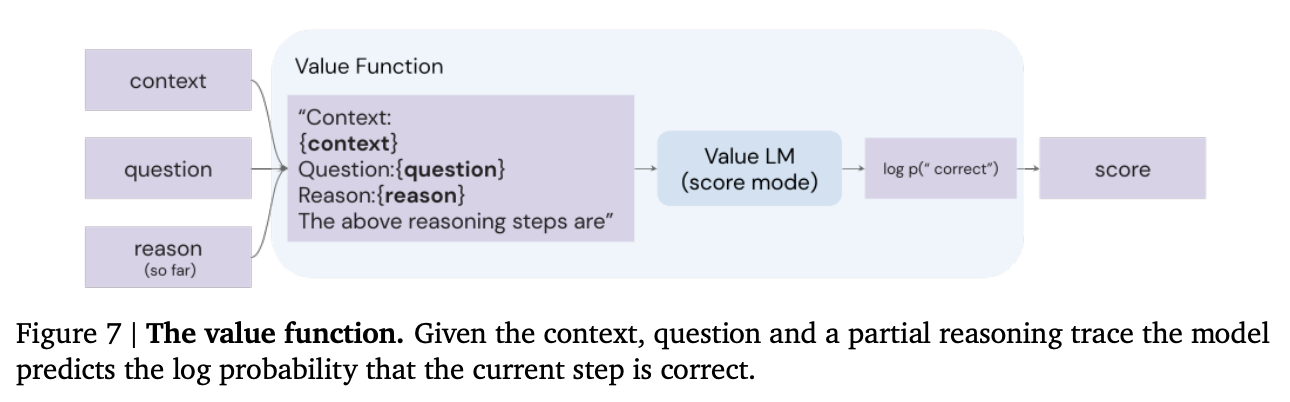 context
question
reason
(so far)
Value Function
“Context:
{context}
Question:{question}
Reason:{reason}
The above reasoning steps are”
Value LM
(score mode)
log p(“ correct”)
score
Figure 7 | The value function. Given the context, question and a partial reasoning trace the model
predicts the log probability that the current step is correct.